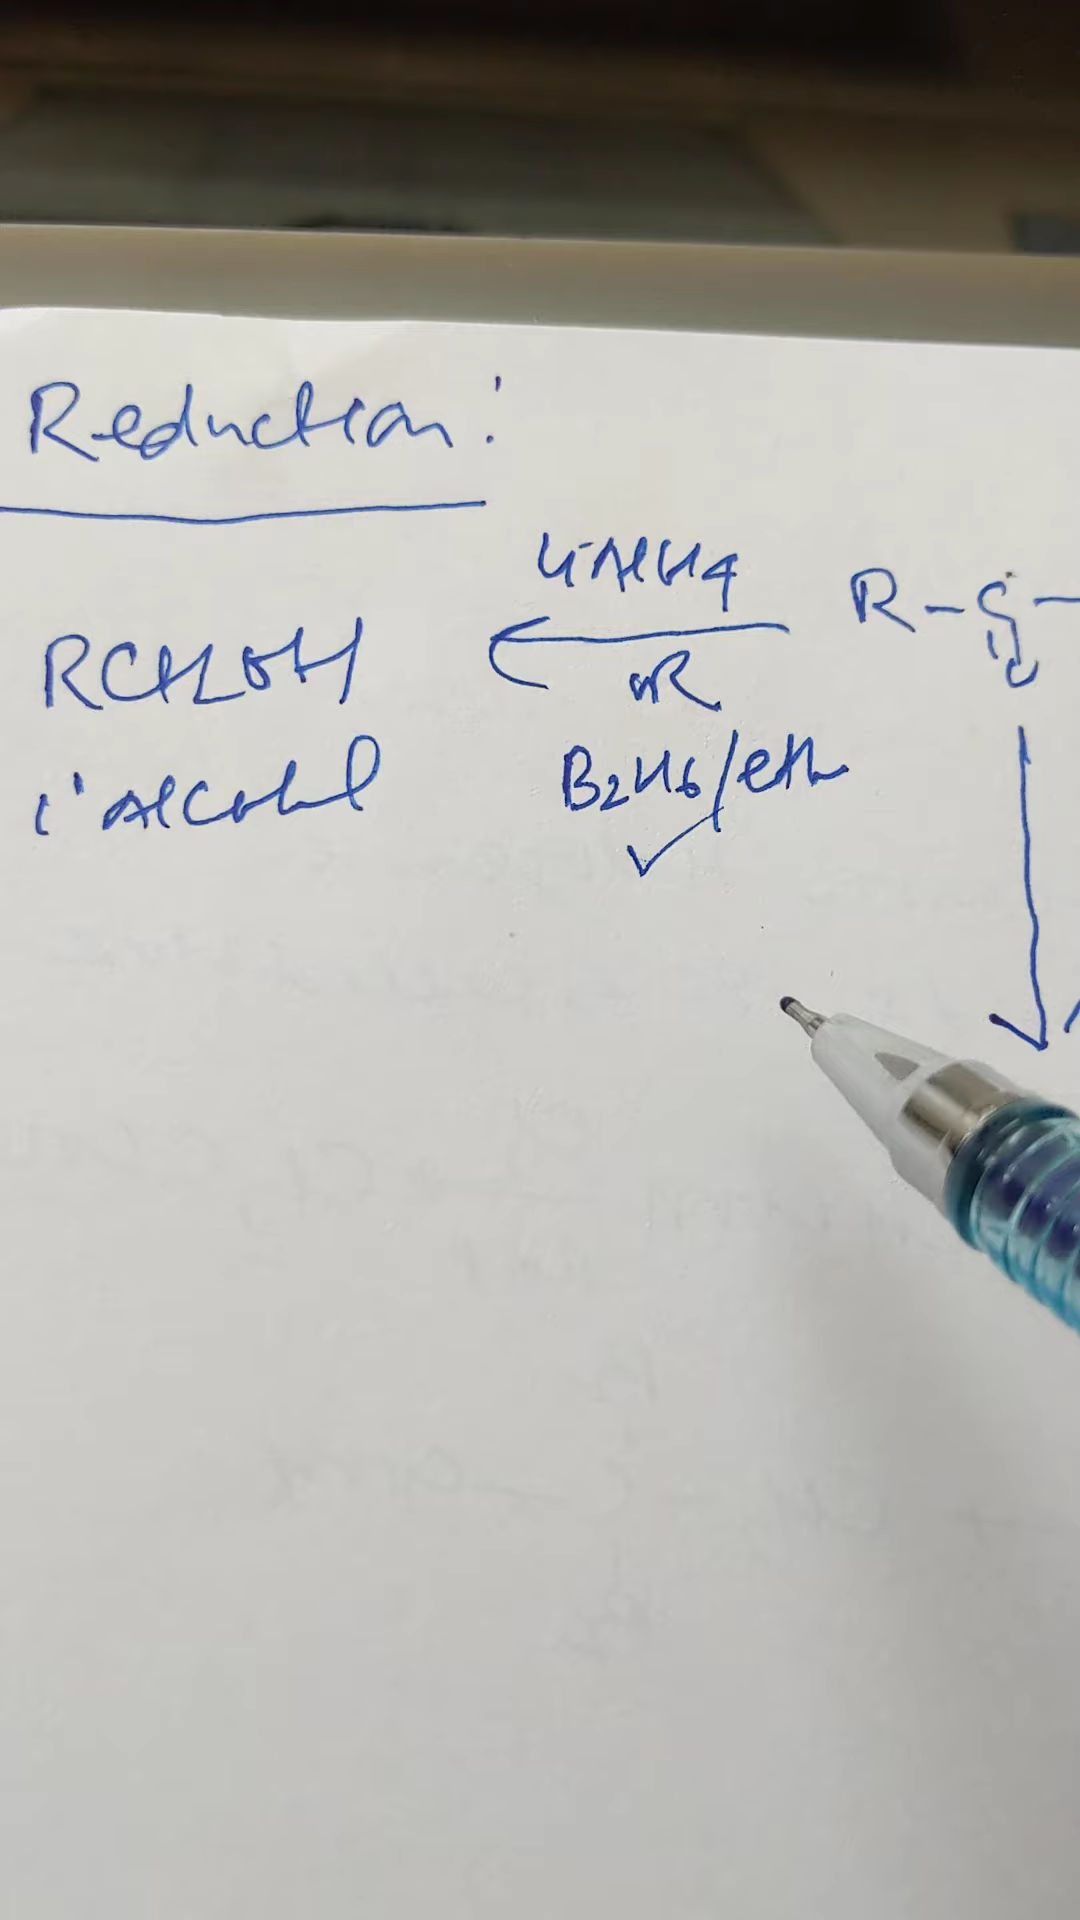 Reduction:
LiAlH4
R-C-
||
O
RCH2OH
OR
1° Alcohol
B2H6/eth